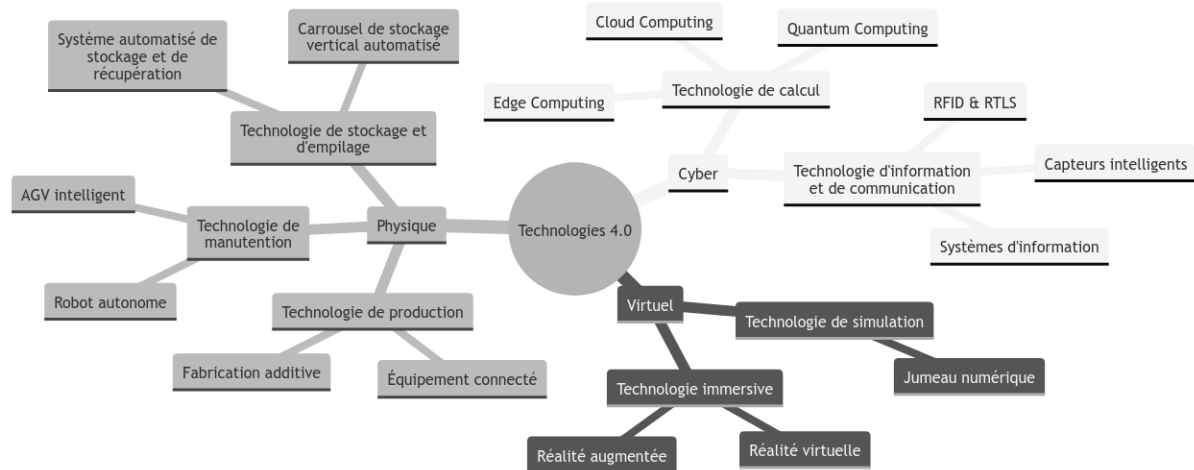 Système automatisé de
stockage et de
récupération
Carrousel de stockage
vertical automatisé
Technologie de stockage et
d'empilage
AGV intelligent
Technologie de
manutention
Robot autonome
Physique
Technologie de production
Fabrication additive
Équipement connecté
Technologies 4.0
Cloud Computing
Quantum Computing
Edge Computing
Technologie de calcul
Cyber
RFID & RTLS
Technologie d'information
et de communication
Capteurs intelligents
Systèmes d'information
Virtuel
Technologie de simulation
Jumeau numérique
Technologie immersive
Réalité augmentée
Réalité virtuelle